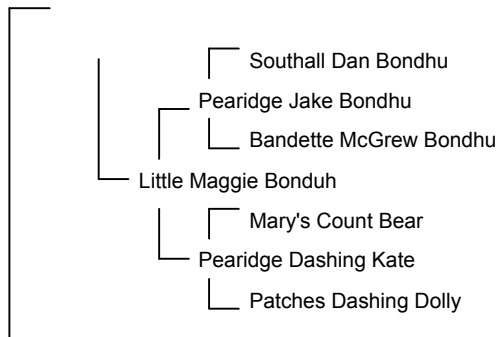 Southall Dan Bondhu
Pearidge Jake Bondhu
Bandette McGrew Bondhu
Little Maggie Bonduh
Mary's Count Bear
Pearidge Dashing Kate
Patches Dashing Dolly